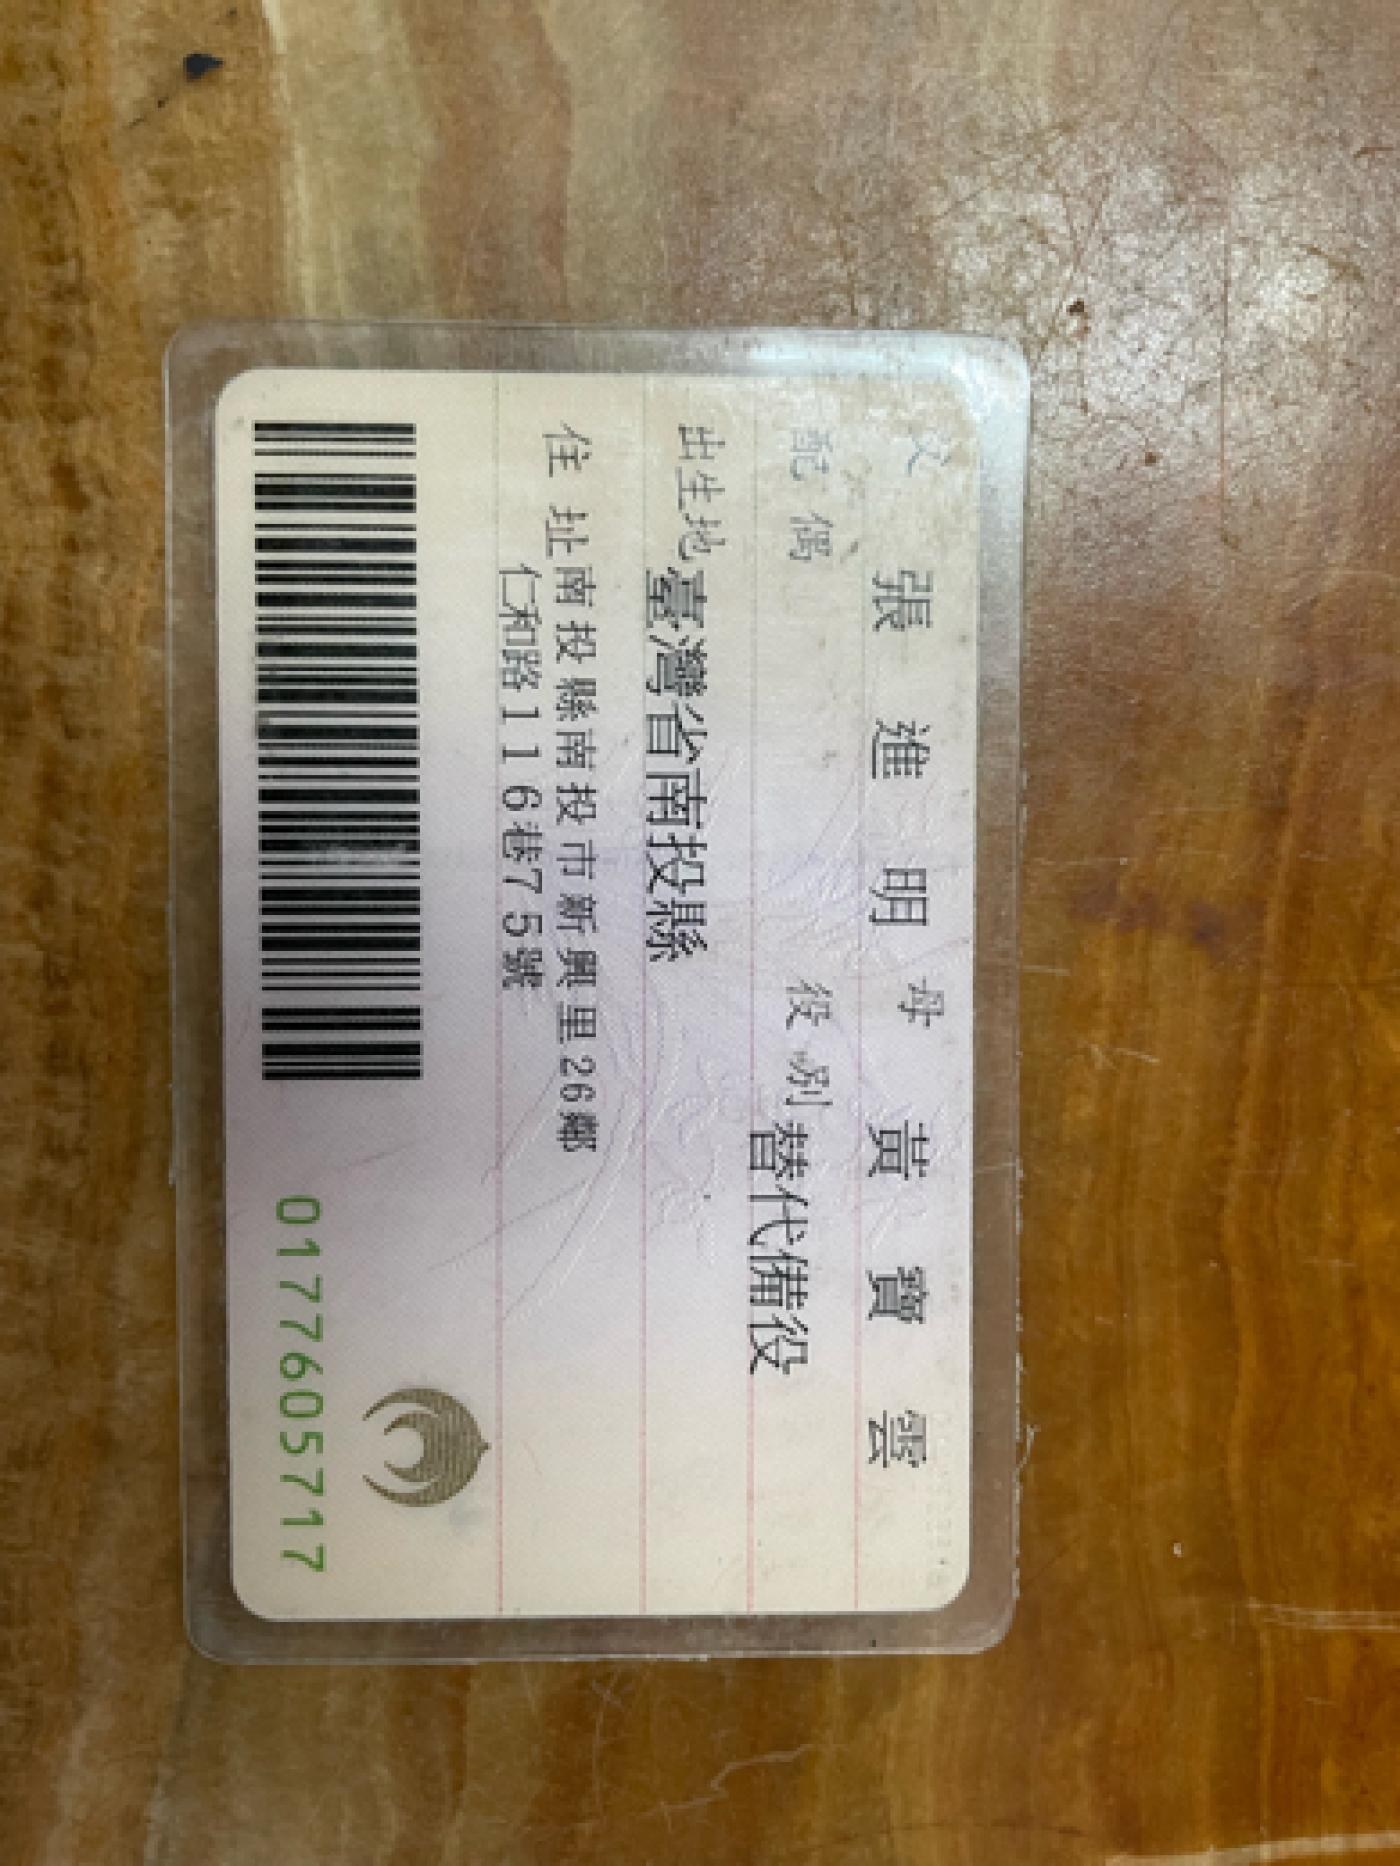 父 張進明 母 黃寶雲
配偶 役別 替代備役
出生地 臺灣省南投縣
住址 南投縣南投市新興里26鄰
仁和路116巷75號
0177605717